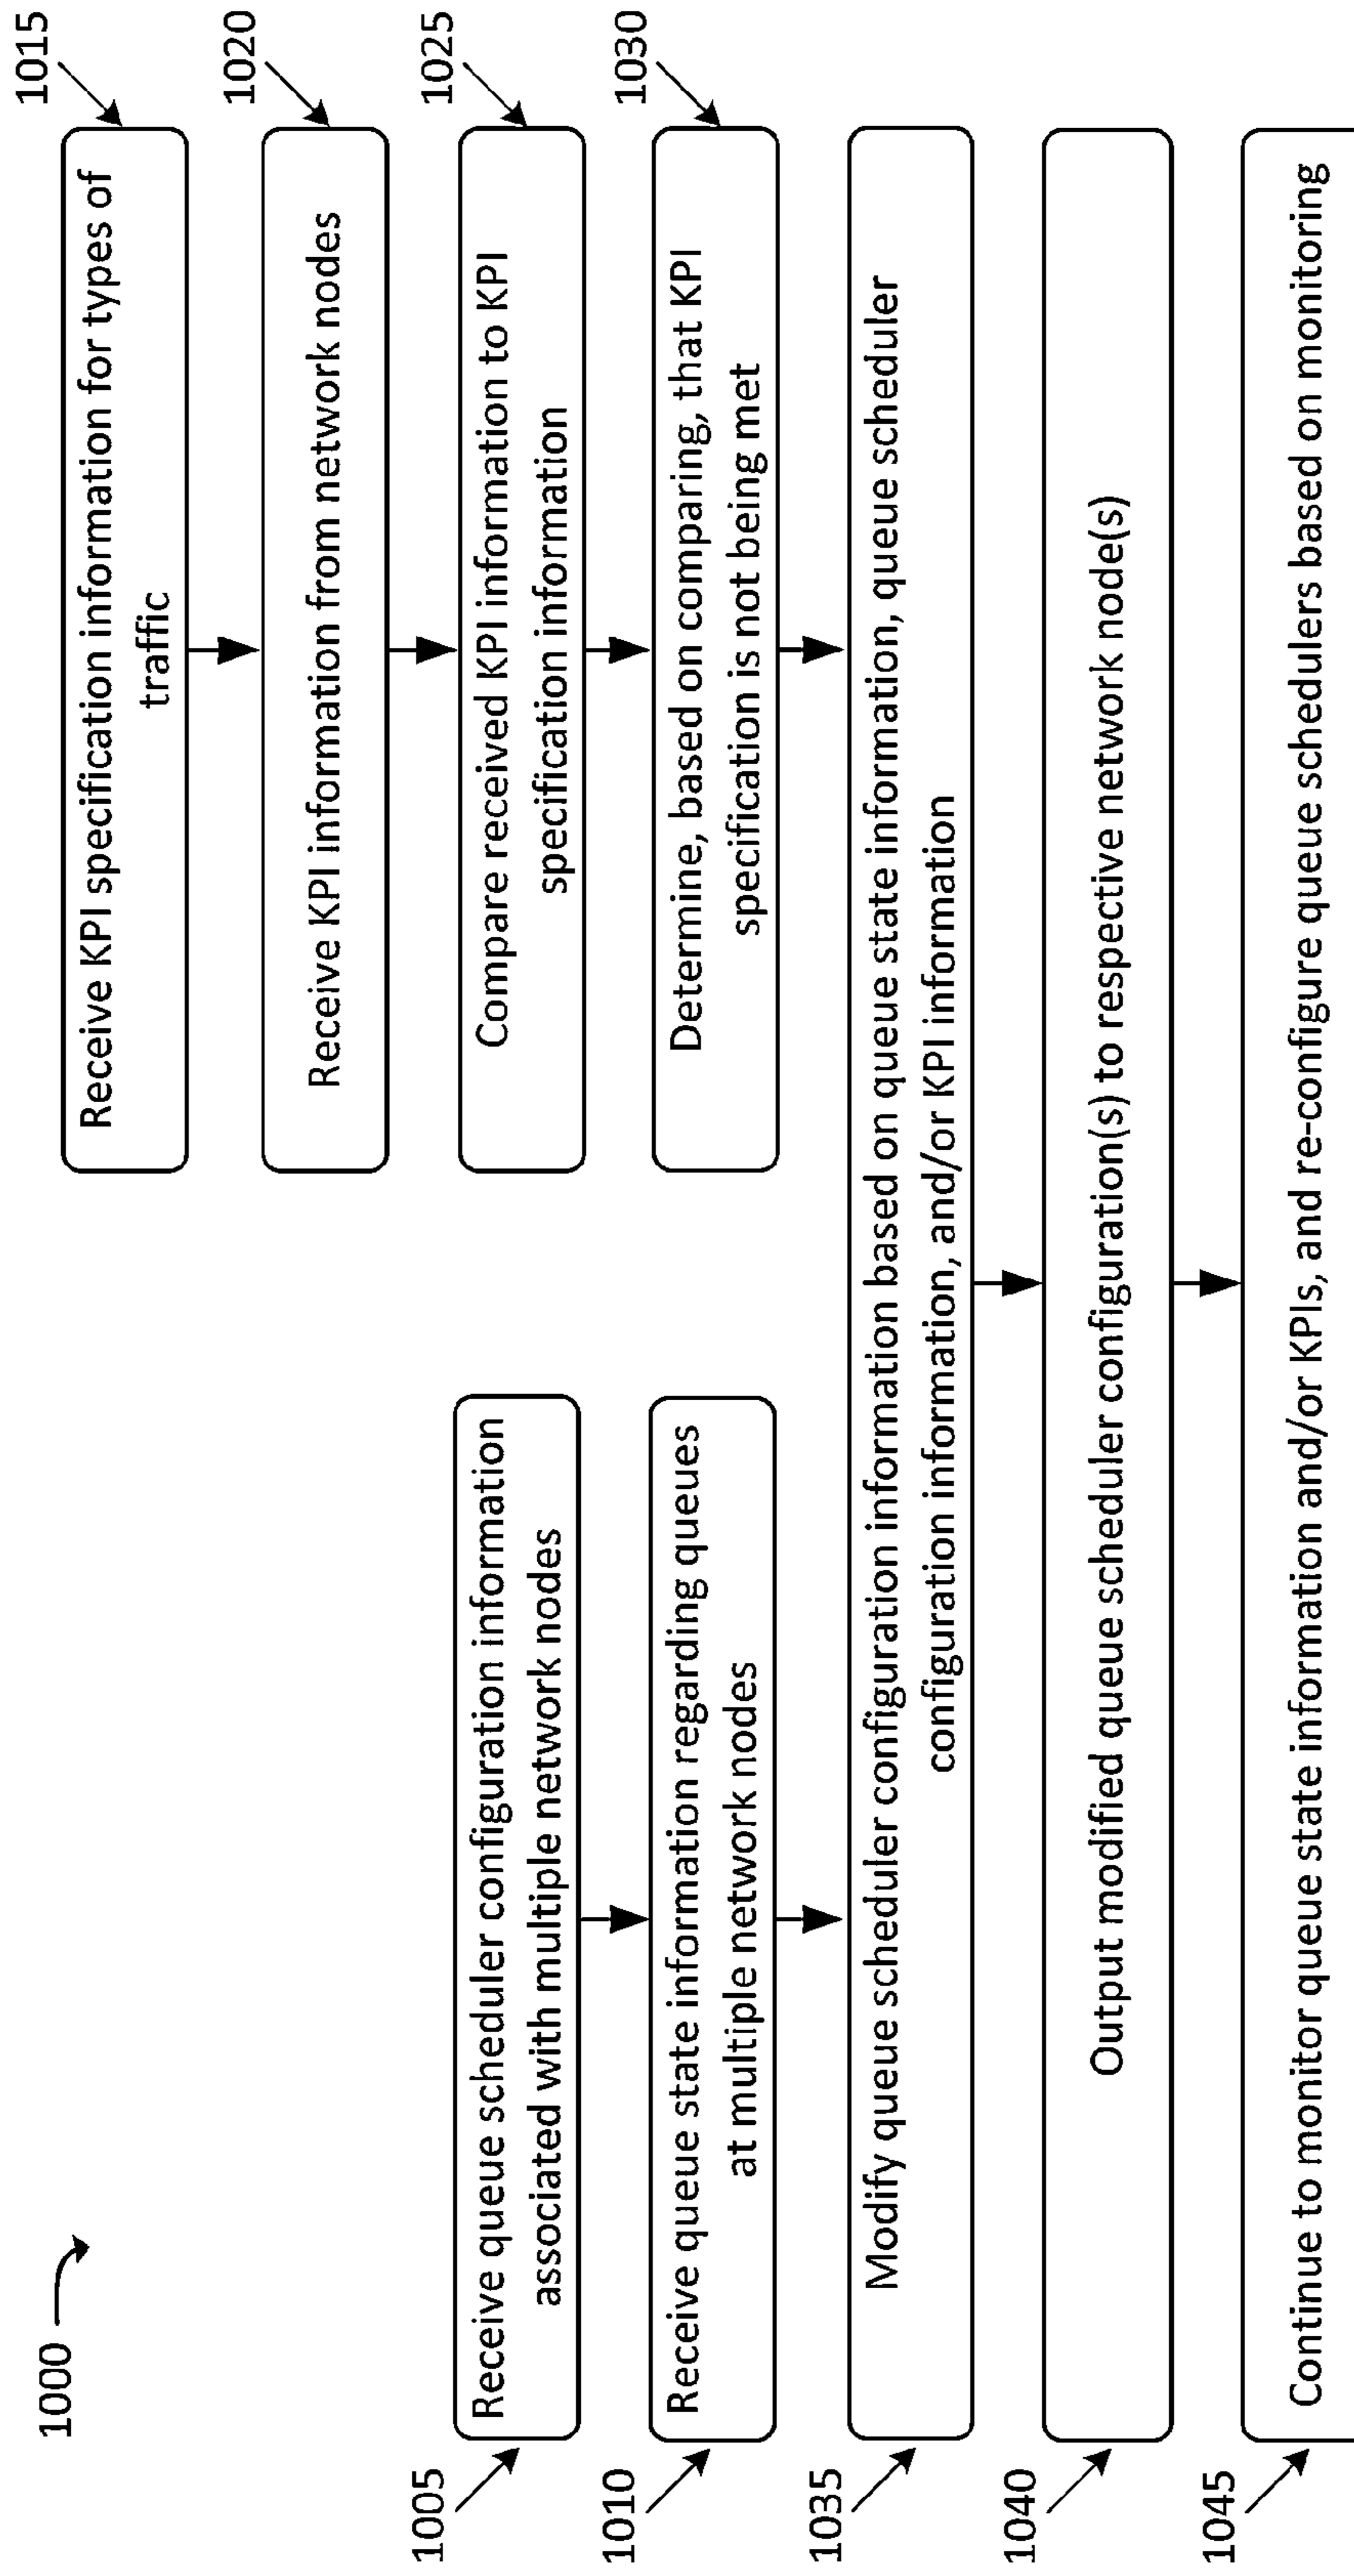 1000
1015
Receive KPI specification information for types of
traffic
1020
Receive KPI information from network nodes
1005
Receive queue scheduler configuration information
associated with multiple network nodes
1025
Compare received KPI information to KPI
specification information
1010
Receive queue state information regarding queues
at multiple network nodes
1030
Determine, based on comparing, that KPI
specification is not being met
1035
Modify queue scheduler configuration information based on queue state information, queue scheduler
configuration information, and/or KPI information
1040
Output modified queue scheduler configuration(s) to respective network node(s)
1045
Continue to monitor queue state information and/or KPIs, and re-configure queue schedulers based on monitoring